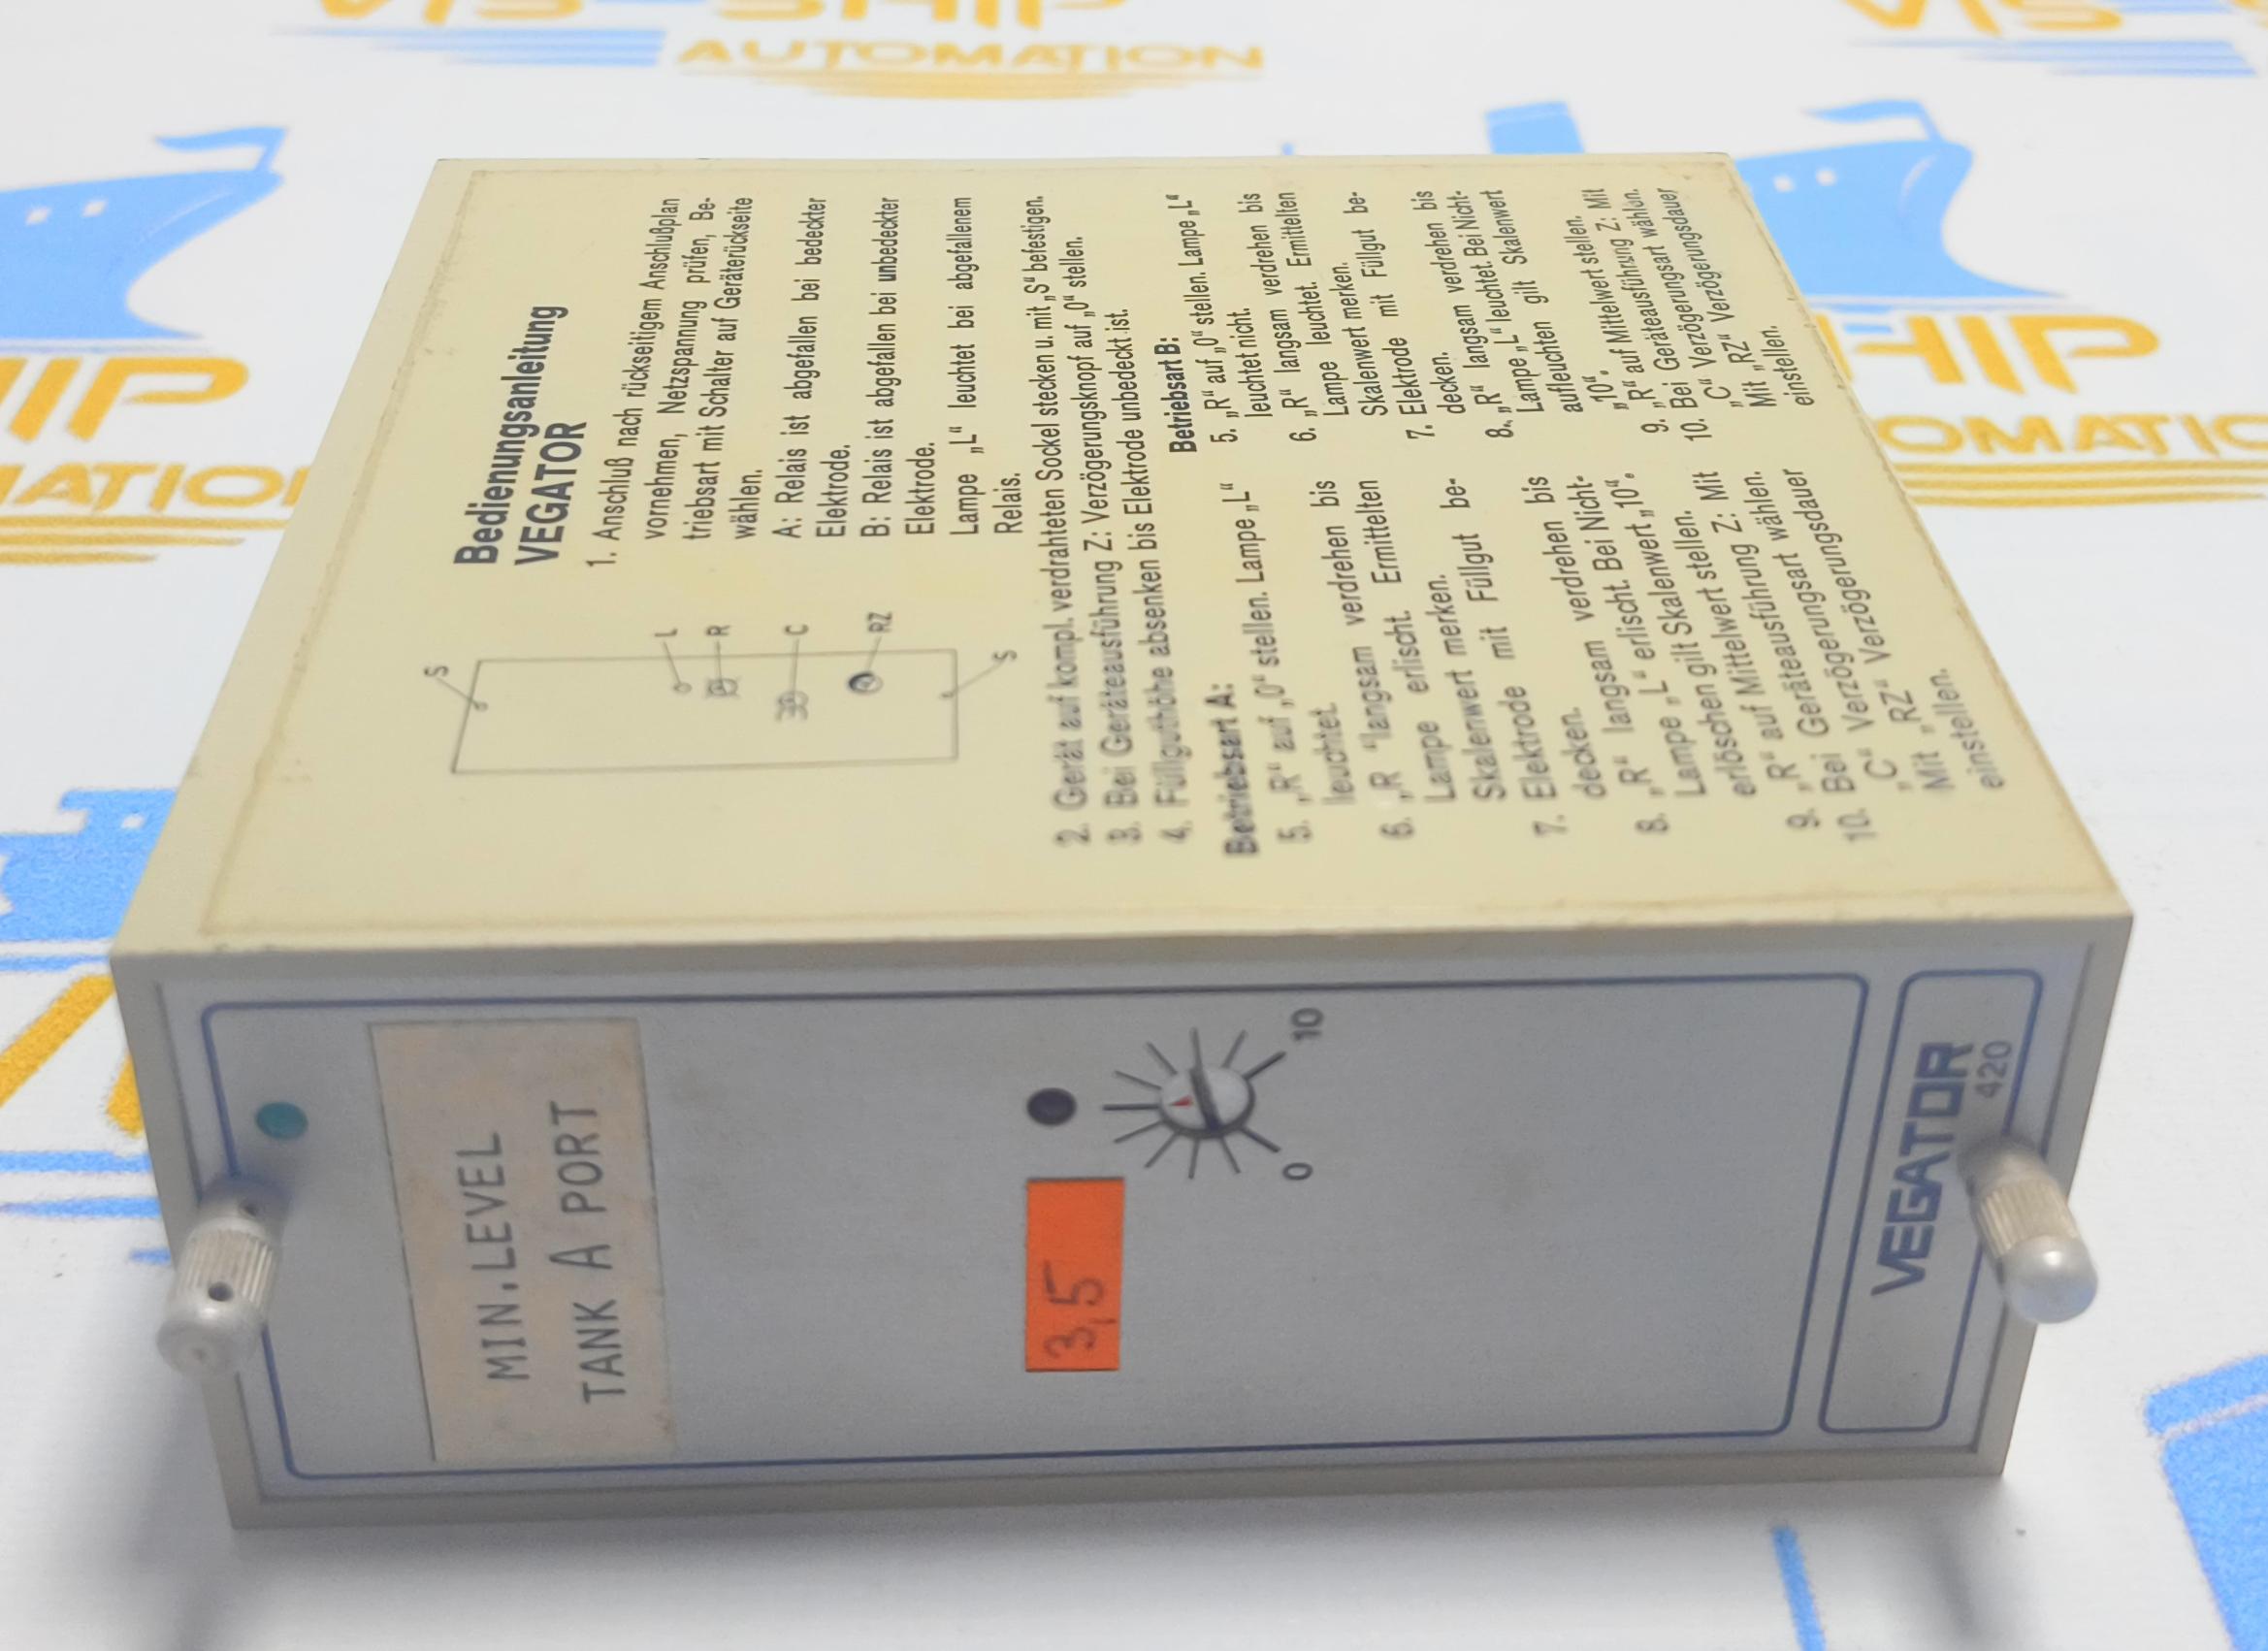 Bedienungsanleitung
VEGATOR
1. Anschluß nach rückseitigem Anschlußplan
vornehmen, Netzspannung prüfen, Be-
triebsart mit Schalter auf Geräterückseite
wählen.
A: Relais ist abgefallen bei bedeckter
Elektrode.
B: Relais ist abgefallen bei unbedeckter
Elektrode.
Lampe „L" leuchtet bei abgefallenem
Relais.
S
L
R
C
RZ
S
2. Gerät auf kompl. verdrahteten Sockel stecken u. mit „S" befestigen.
3. Bei Geräteausführung Z: Verzögerungsknopf auf „0" stellen.
4. Füllguthöhe absenken bis Elektrode unbedeckt ist.
Betriebsart A:
5. „R" auf „0" stellen. Lampe „L"
leuchtet.
6. „R "langsam verdrehen bis
Lampe erlischt. Ermittelten
Skalenwert merken.
7. Elektrode mit Füllgut be-
decken.
8. „R" langsam verdrehen bis
Lampe „L" erlischt. Bei Nicht-
erlöschen gilt Skalenwert „10".
9. „R" auf Mittelwert stellen.
10. Bei Geräteausführung Z: Mit
„C" Verzögerungsart wählen.
Mit „RZ" Verzögerungsdauer
einstellen.
Betriebsart B:
5. „R" auf „0" stellen. Lampe „L"
leuchtet nicht.
6. „R" langsam verdrehen bis
Lampe leuchtet. Ermittelten
Skalenwert merken.
7. Elektrode mit Füllgut be-
decken.
8. „R" langsam verdrehen bis
Lampe „L" leuchtet. Bei Nicht-
aufleuchten gilt Skalenwert
„10".
9. „R" auf Mittelwert stellen.
10. Bei Geräteausführung Z: Mit
„C" Verzögerungsart wählen.
Mit „RZ" Verzögerungsdauer
einstellen.
MIN. LEVEL
TANK A PORT
3,5
0
10
VEGATOR
420
VIS-SHIP
AUTOMATION
HIP
ATION
SHIP
OMATIC